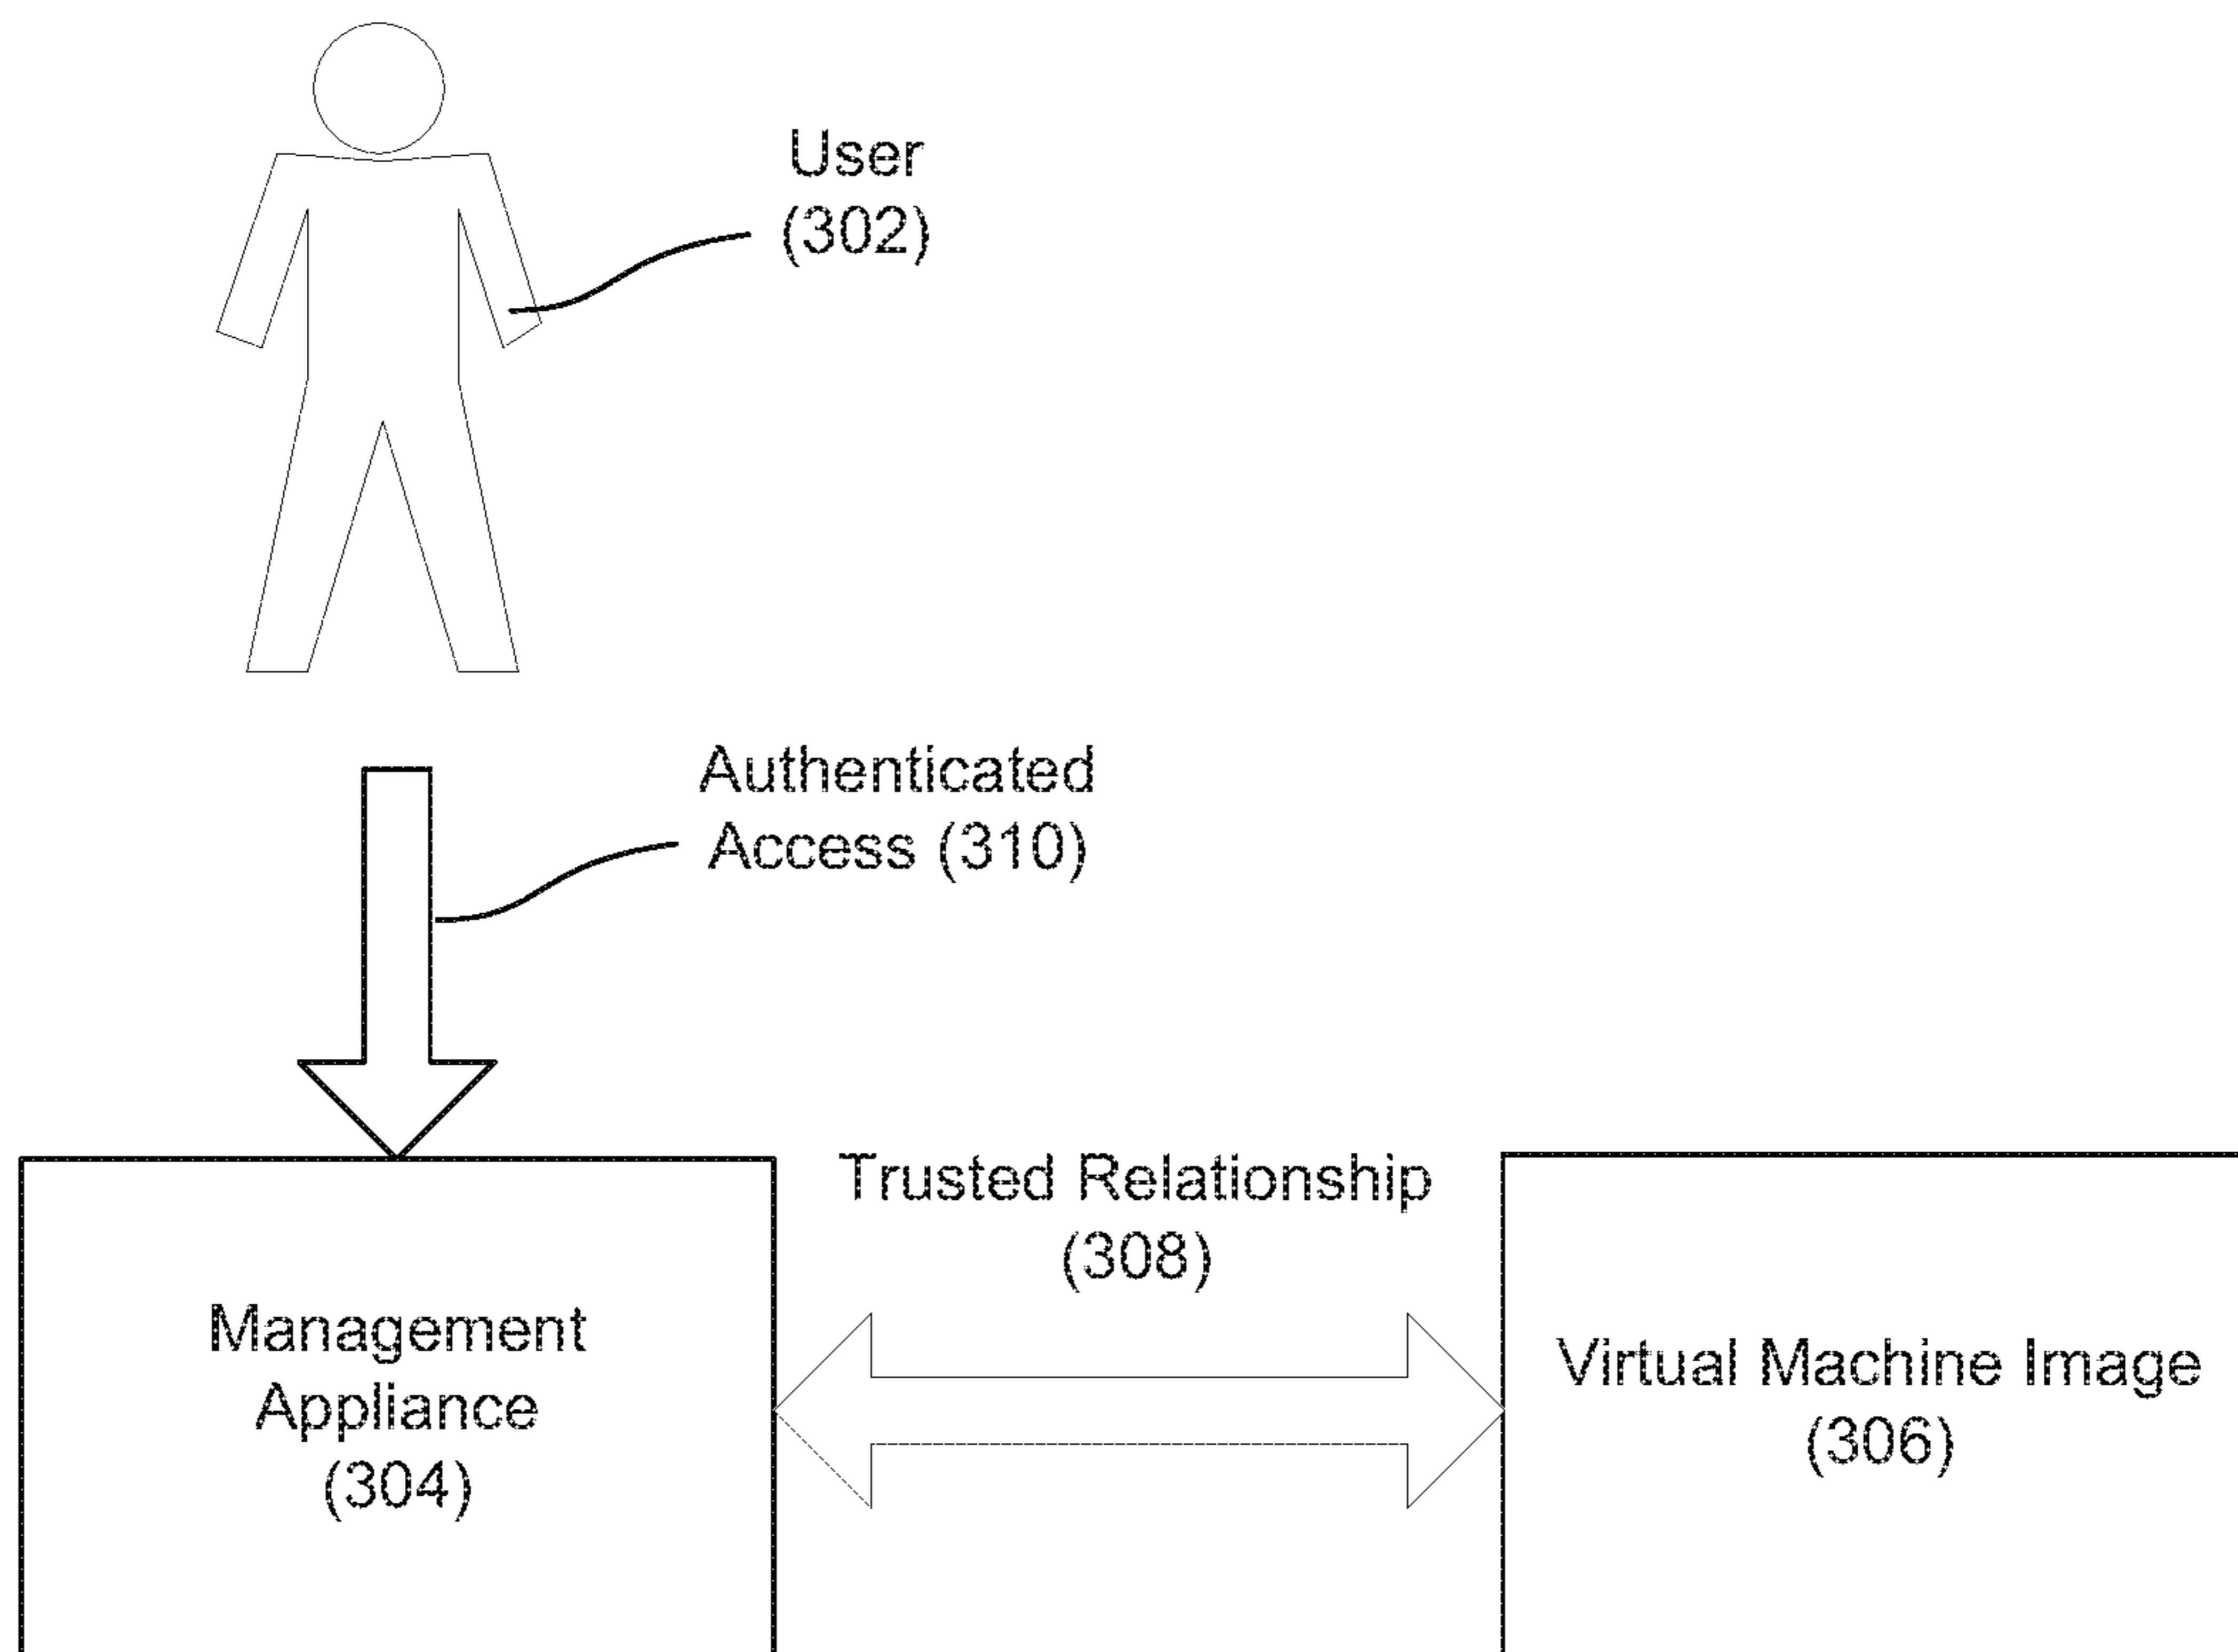 User
(302)
Authenticated
Access (310)
Trusted Relationship
(308)
Management
Appliance
(304)
Virtual Machine Image
(306)